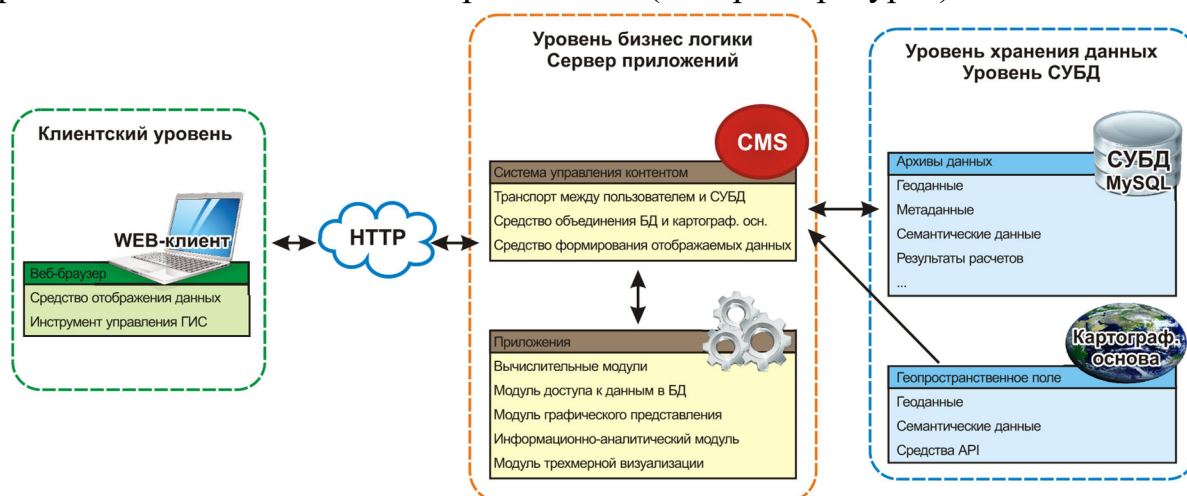 Клиентский уровень
WEB-клиент
Веб-браузер
Средство отображения данных
Инструмент управления ГИС
HTTP
Уровень бизнес логики
Сервер приложений
CMS
Система управления контентом
Транспорт между пользователем и СУБД
Средство объединения БД и картограф. осн.
Средство формирования отображаемых данных
Приложения
Вычислительные модули
Модуль доступа к данным в БД
Модуль графического представления
Информационно-аналитический модуль
Модуль трехмерной визуализации
Уровень хранения данных
Уровень СУБД
СУБД
MySQL
Архивы данных
Геоданные
Метаданные
Семантические данные
Результаты расчетов
...
Картограф.
основа
Геопространственное поле
Геоданные
Семантические данные
Средства API